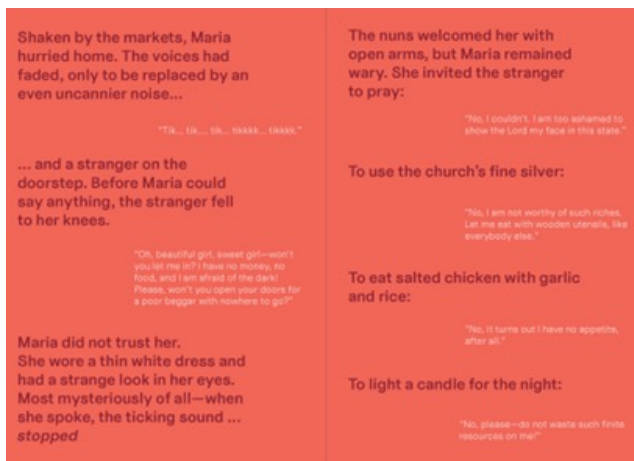 Shaken by the markets, Maria
hurried home. The voices had
faded, only to be replaced by an
even uncannier noise...
"Tik... tik.... tik... tikkkk... tikkkk."
... and a stranger on the
doorstep. Before Maria could
say anything, the stranger fell
to her knees.
"Oh, beautiful girl, sweet girl—won't
you let me in? I have no money, no
food, and I am afraid of the dark!
Please, won't you open your doors for
a poor beggar with nowhere to go?"
Maria did not trust her.
She wore a thin white dress and
had a strange look in her eyes.
Most mysteriously of all—when
she spoke, the ticking sound ...
stopped
The nuns welcomed her with
open arms, but Maria remained
wary. She invited the stranger
to pray:
"No, I couldn't. I am too ashamed to
show the Lord my face in this state."
To use the church's fine silver:
"No, I am not worthy of such riches.
Let me eat with wooden utensils, like
everybody else."
To eat salted chicken with garlic
and rice:
"No, it turns out I have no appetite,
after all."
To light a candle for the night:
"No, please—do not waste such finite
resources on me!"